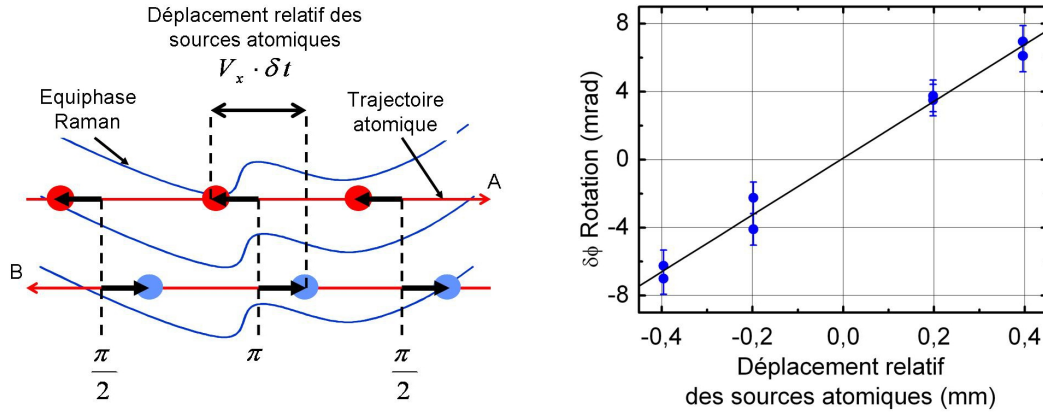 Déplacement relatif des
sources atomiques
V_x · δt
Equiphase
Raman
Trajectoire
atomique
A
B
π/2
π
π/2
8
4
0
-4
-8
δϕ Rotation (mrad)
-0,4 -0,2 0,0 0,2 0,4
Déplacement relatif
des sources atomiques (mm)